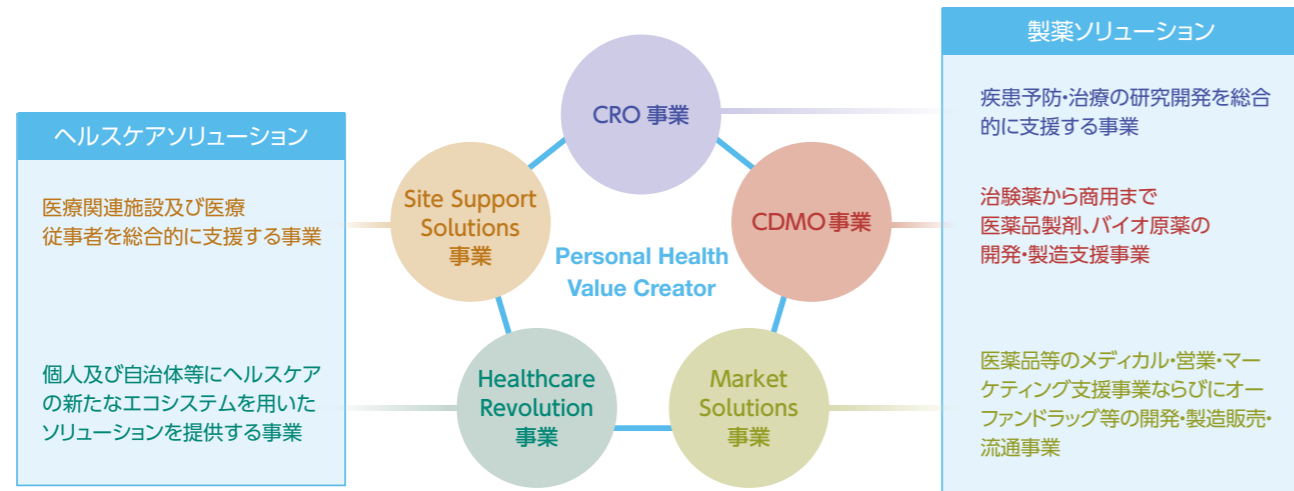 ヘルスケアソリューション
医療関連施設及び医療
従事者を総合的に支援する事業
個人及び自治体等にヘルスケア
の新たなエコシステムを用いた
ソリューションを提供する事業
CRO 事業
Site Support
Solutions
事業
CDMO 事業
Personal Health
Value Creator
Healthcare
Revolution
事業
Market
Solutions
事業
製薬ソリューション
疾患予防・治療の研究開発を総合
的に支援する事業
治験薬から商用まで
医薬品製剤、バイオ原薬の
開発・製造支援事業
医薬品等のメディカル・営業・マー
ケティング支援事業ならびにオー
ファンドラッグ等の開発・製造販売・
流通事業